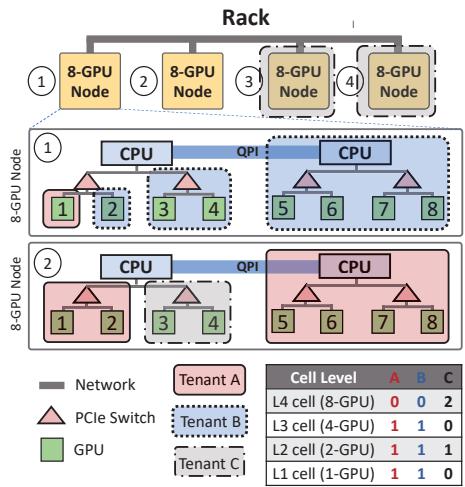 Rack
1 8-GPU Node
2 8-GPU Node
3 8-GPU Node
4 8-GPU Node
8-GPU Node
1
CPU QPI CPU
1 2 3 4 5 6 7 8
8-GPU Node
2
CPU QPI CPU
1 2 3 4 5 6 7 8
Network
PCIe Switch
GPU
Tenant A
Tenant B
Tenant C
Cell Level A B C
L4 cell (8-GPU) 0 0 2
L3 cell (4-GPU) 1 1 0
L2 cell (2-GPU) 1 1 1
L1 cell (1-GPU) 1 1 0